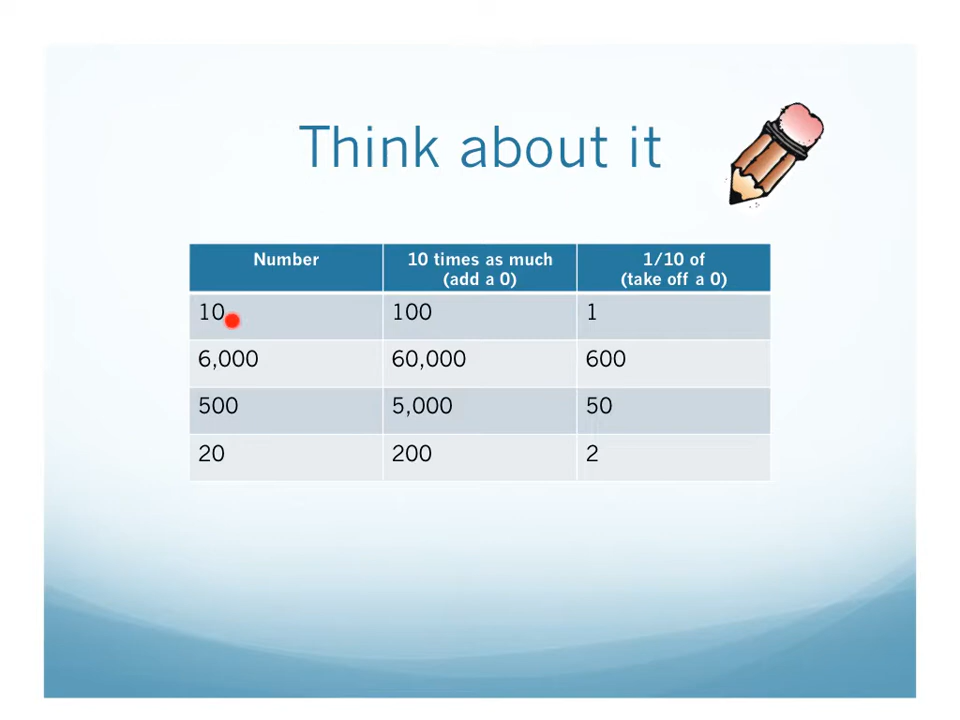 Think about it
Number 10 times as much 1/10 of
(add a 0) (take off a 0)
10 100 1
6,000 60,000 600
500 5,000 50
20 200 2